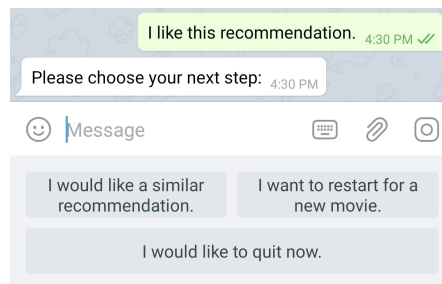 I like this recommendation. 4:30 PM
Please choose your next step: 4:30 PM
Message
I would like a similar
recommendation.
I want to restart for a
new movie.
I would like to quit now.